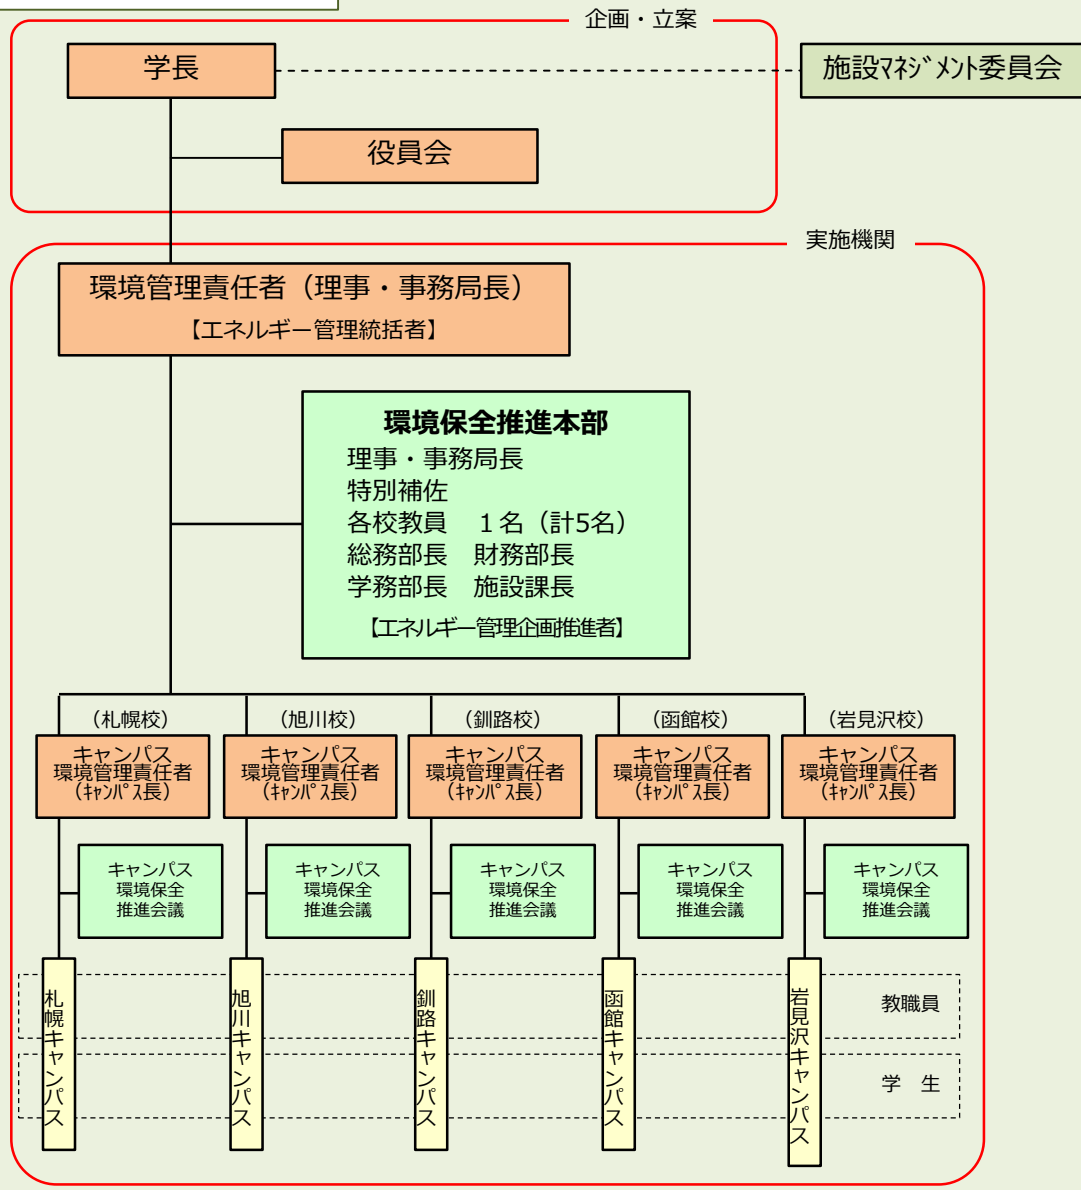 企画・立案
学長
施設ﾏﾈｼﾞﾒﾝﾄ委員会
役員会
実施機関
環境管理責任者（理事・事務局長）
【エネルギー管理統括者】
環境保全推進本部
理事・事務局長
特別補佐
各校教員　１名（計5名）
総務部長　財務部長
学務部長　施設課長
【エネルギー管理企画推進者】
（札幌校）
キャンパス
環境管理責任者
（ｷｬﾝﾊﾟｽ長）
（旭川校）
キャンパス
環境管理責任者
（ｷｬﾝﾊﾟｽ長）
（釧路校）
キャンパス
環境管理責任者
（ｷｬﾝﾊﾟｽ長）
（函館校）
キャンパス
環境管理責任者
（ｷｬﾝﾊﾟｽ長）
（岩見沢校）
キャンパス
環境管理責任者
（ｷｬﾝﾊﾟｽ長）
キャンパス
環境保全
推進会議
キャンパス
環境保全
推進会議
キャンパス
環境保全
推進会議
キャンパス
環境保全
推進会議
キャンパス
環境保全
推進会議
札幌キャンパス
旭川キャンパス
釧路キャンパス
函館キャンパス
岩見沢キャンパス
教職員
学　生